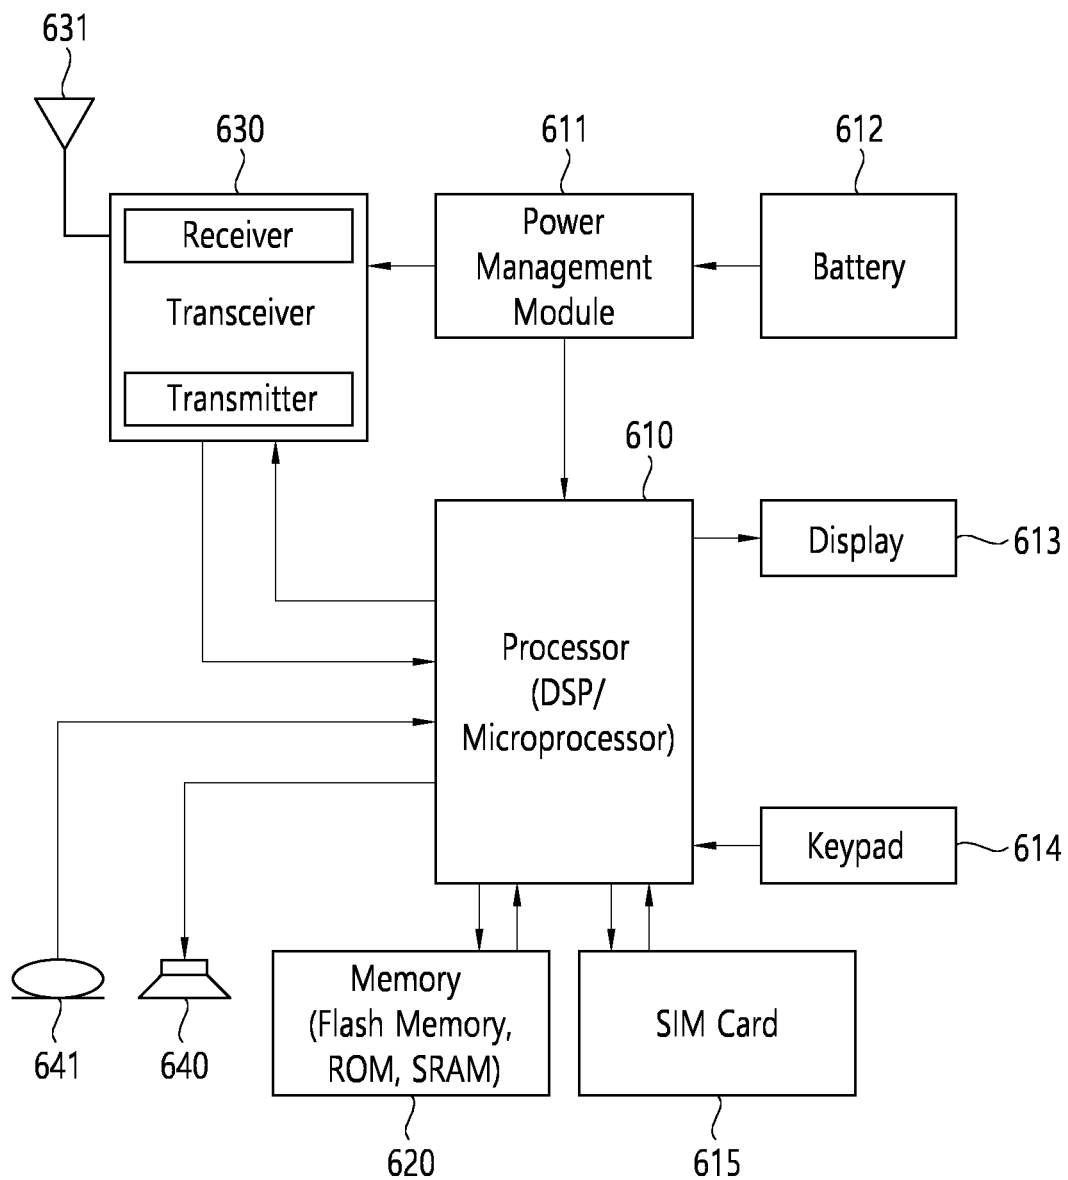 631
630
611
612
Receiver
Transceiver
Transmitter
Power
Management
Module
Battery
610
Display
613
Processor
(DSP/
Microprocessor)
Keypad
614
641
640
Memory
(Flash Memory,
ROM, SRAM)
SIM Card
620
615